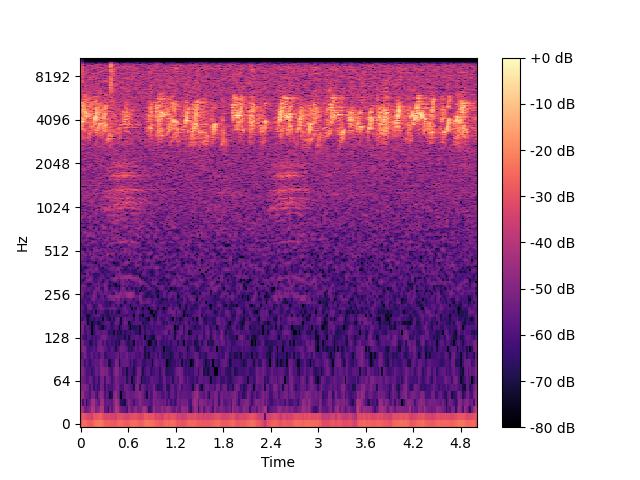 Hz
8192
4096
2048
1024
512
256
128
64
0
0 0.6 1.2 1.8 2.4 3 3.6 4.2 4.8
Time
+0 dB
-10 dB
-20 dB
-30 dB
-40 dB
-50 dB
-60 dB
-70 dB
-80 dB